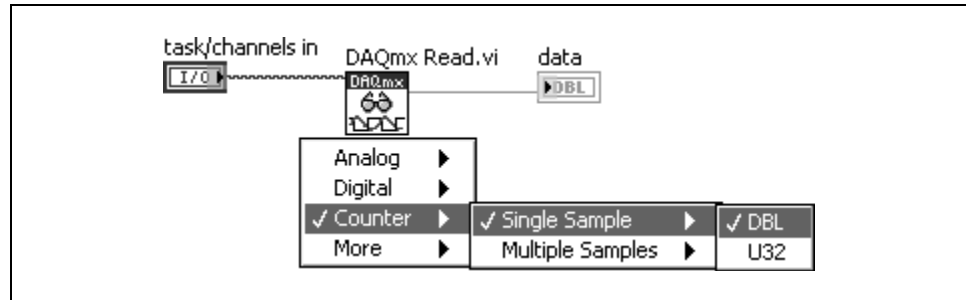 task/channels in
DAQmx Read.vi
data
I/O
DAQmx
DBL
Analog
Digital
✓ Counter
✓ Single Sample
✓ DBL
More
Multiple Samples
U32